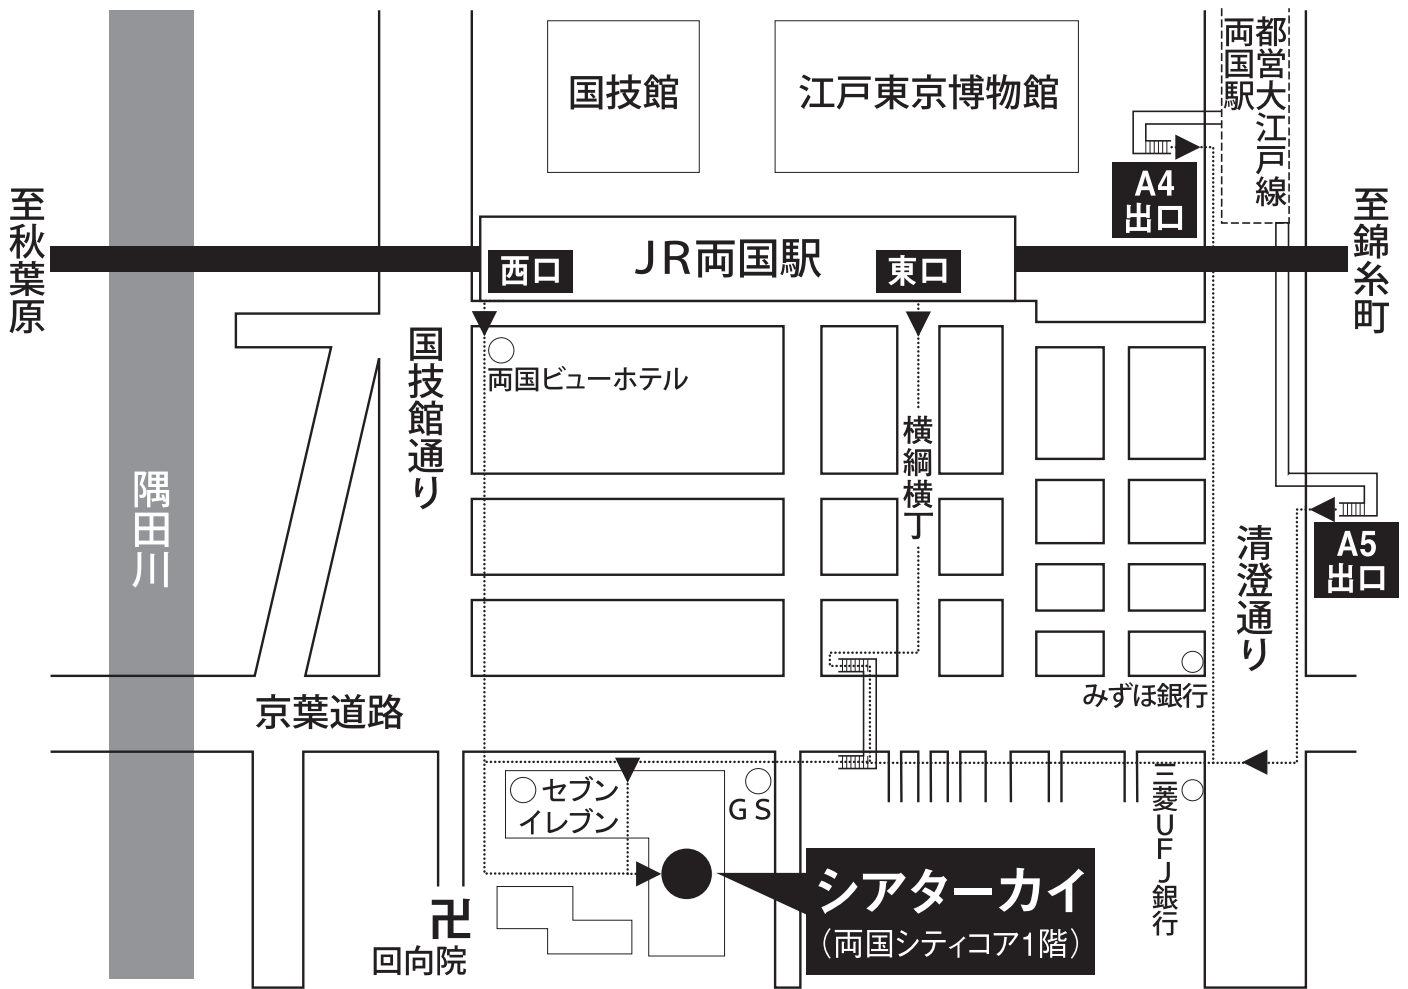 国技館
江戸東京博物館
都営大江戸線
両国駅
A4
出口
至秋葉原
至錦糸町
JR両国駅
西口
東口
国技館通り
両国ビューホテル
横綱横丁
隅田川
清澄通り
A5
出口
京葉道路
みずほ銀行
セブン
イレブン
GS
三菱UFJ銀行
シアターカイ
（両国シティコア1階）
卍
回向院